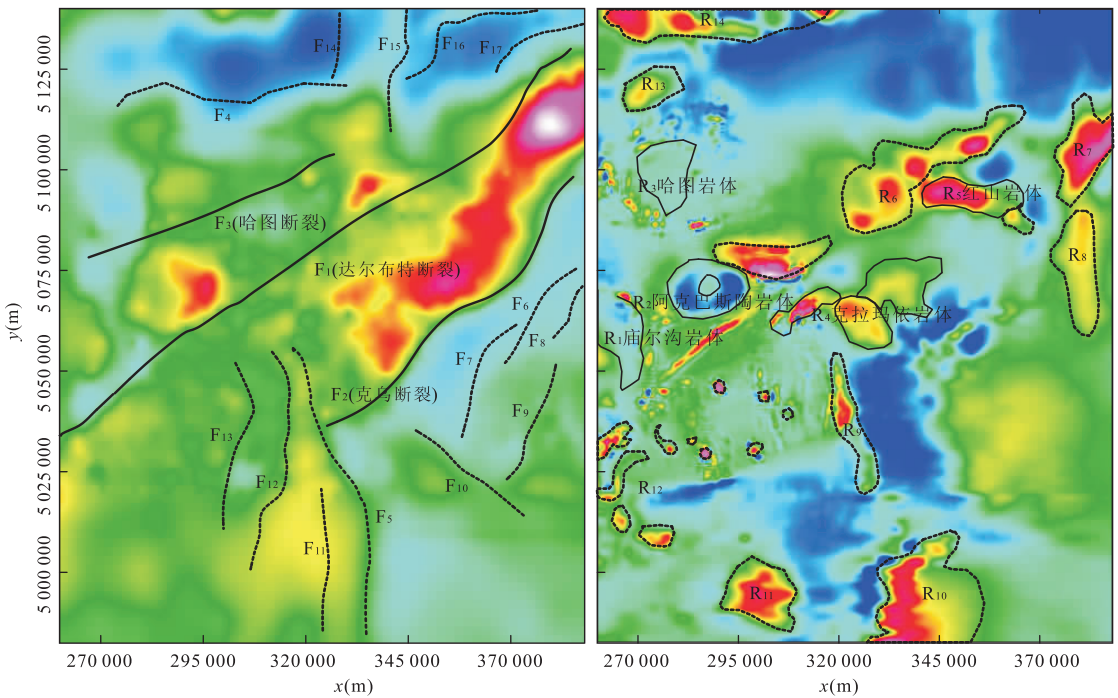 F14
F15
F16
F17
F4
F3(哈图断裂)
F1(达尔布特断裂)
F6
F7
F8
F2(克乌断裂)
F9
F13
F12
F10
F5
F11
5 125 000
5 100 000
5 075 000
5 050 000
5 025 000
5 000 000
y(m)
270 000
295 000
320 000
345 000
370 000
x(m)
R14
R13
R7
R3哈图岩体
R6
R5红山岩体
R8
R2阿克巴斯陶岩体
R4克拉玛依岩体
R1庙尔沟岩体
R9
R12
R11
R10
270 000
295 000
320 000
345 000
370 000
x(m)